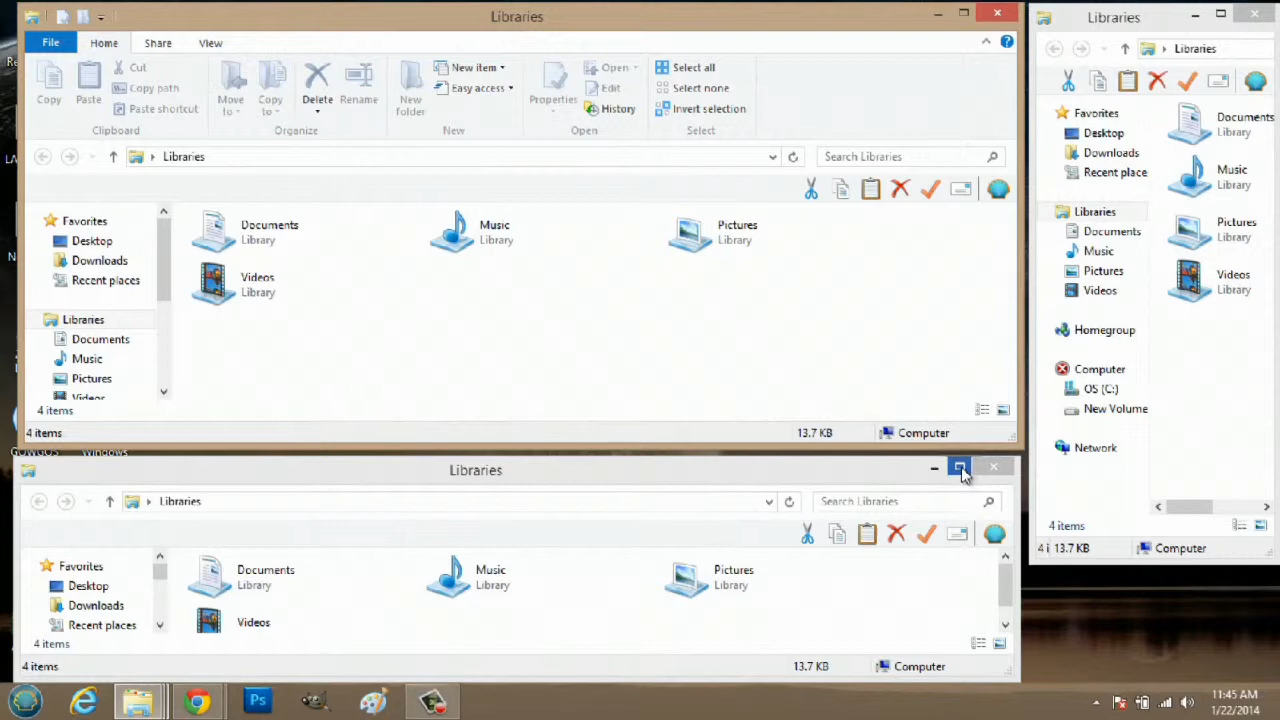 Libraries
File Home Share View
Copy Paste Cut
Copy path
Paste shortcut
Clipboard
Move to Copy to Delete Rename
Organize
New folder New item
Easy access
New
Properties Open
Edit
History
Open
Select all
Select none
Invert selection
Select
Libraries Search Libraries
Favorites
Desktop
Downloads
Recent places
Libraries
Documents
Music
Pictures
Videos
Documents
Library
Music
Library
Pictures
Library
Videos
Library
4 items
4 items 13.7 KB Computer
Libraries
Libraries Search Libraries
Favorites
Desktop
Downloads
Recent places
Documents
Library
Music
Library
Pictures
Library
Videos
4 items
4 items 13.7 KB Computer
Libraries
Libraries
Favorites
Desktop
Downloads
Recent place
Libraries
Documents
Music
Pictures
Videos
Homegroup
Computer
OS (C:)
New Volume
Network
Documents
Library
Music
Library
Pictures
Library
Videos
Library
4 items
4 i 13.7 KB Computer
Windows
Ps
11:45 AM
1/22/2014